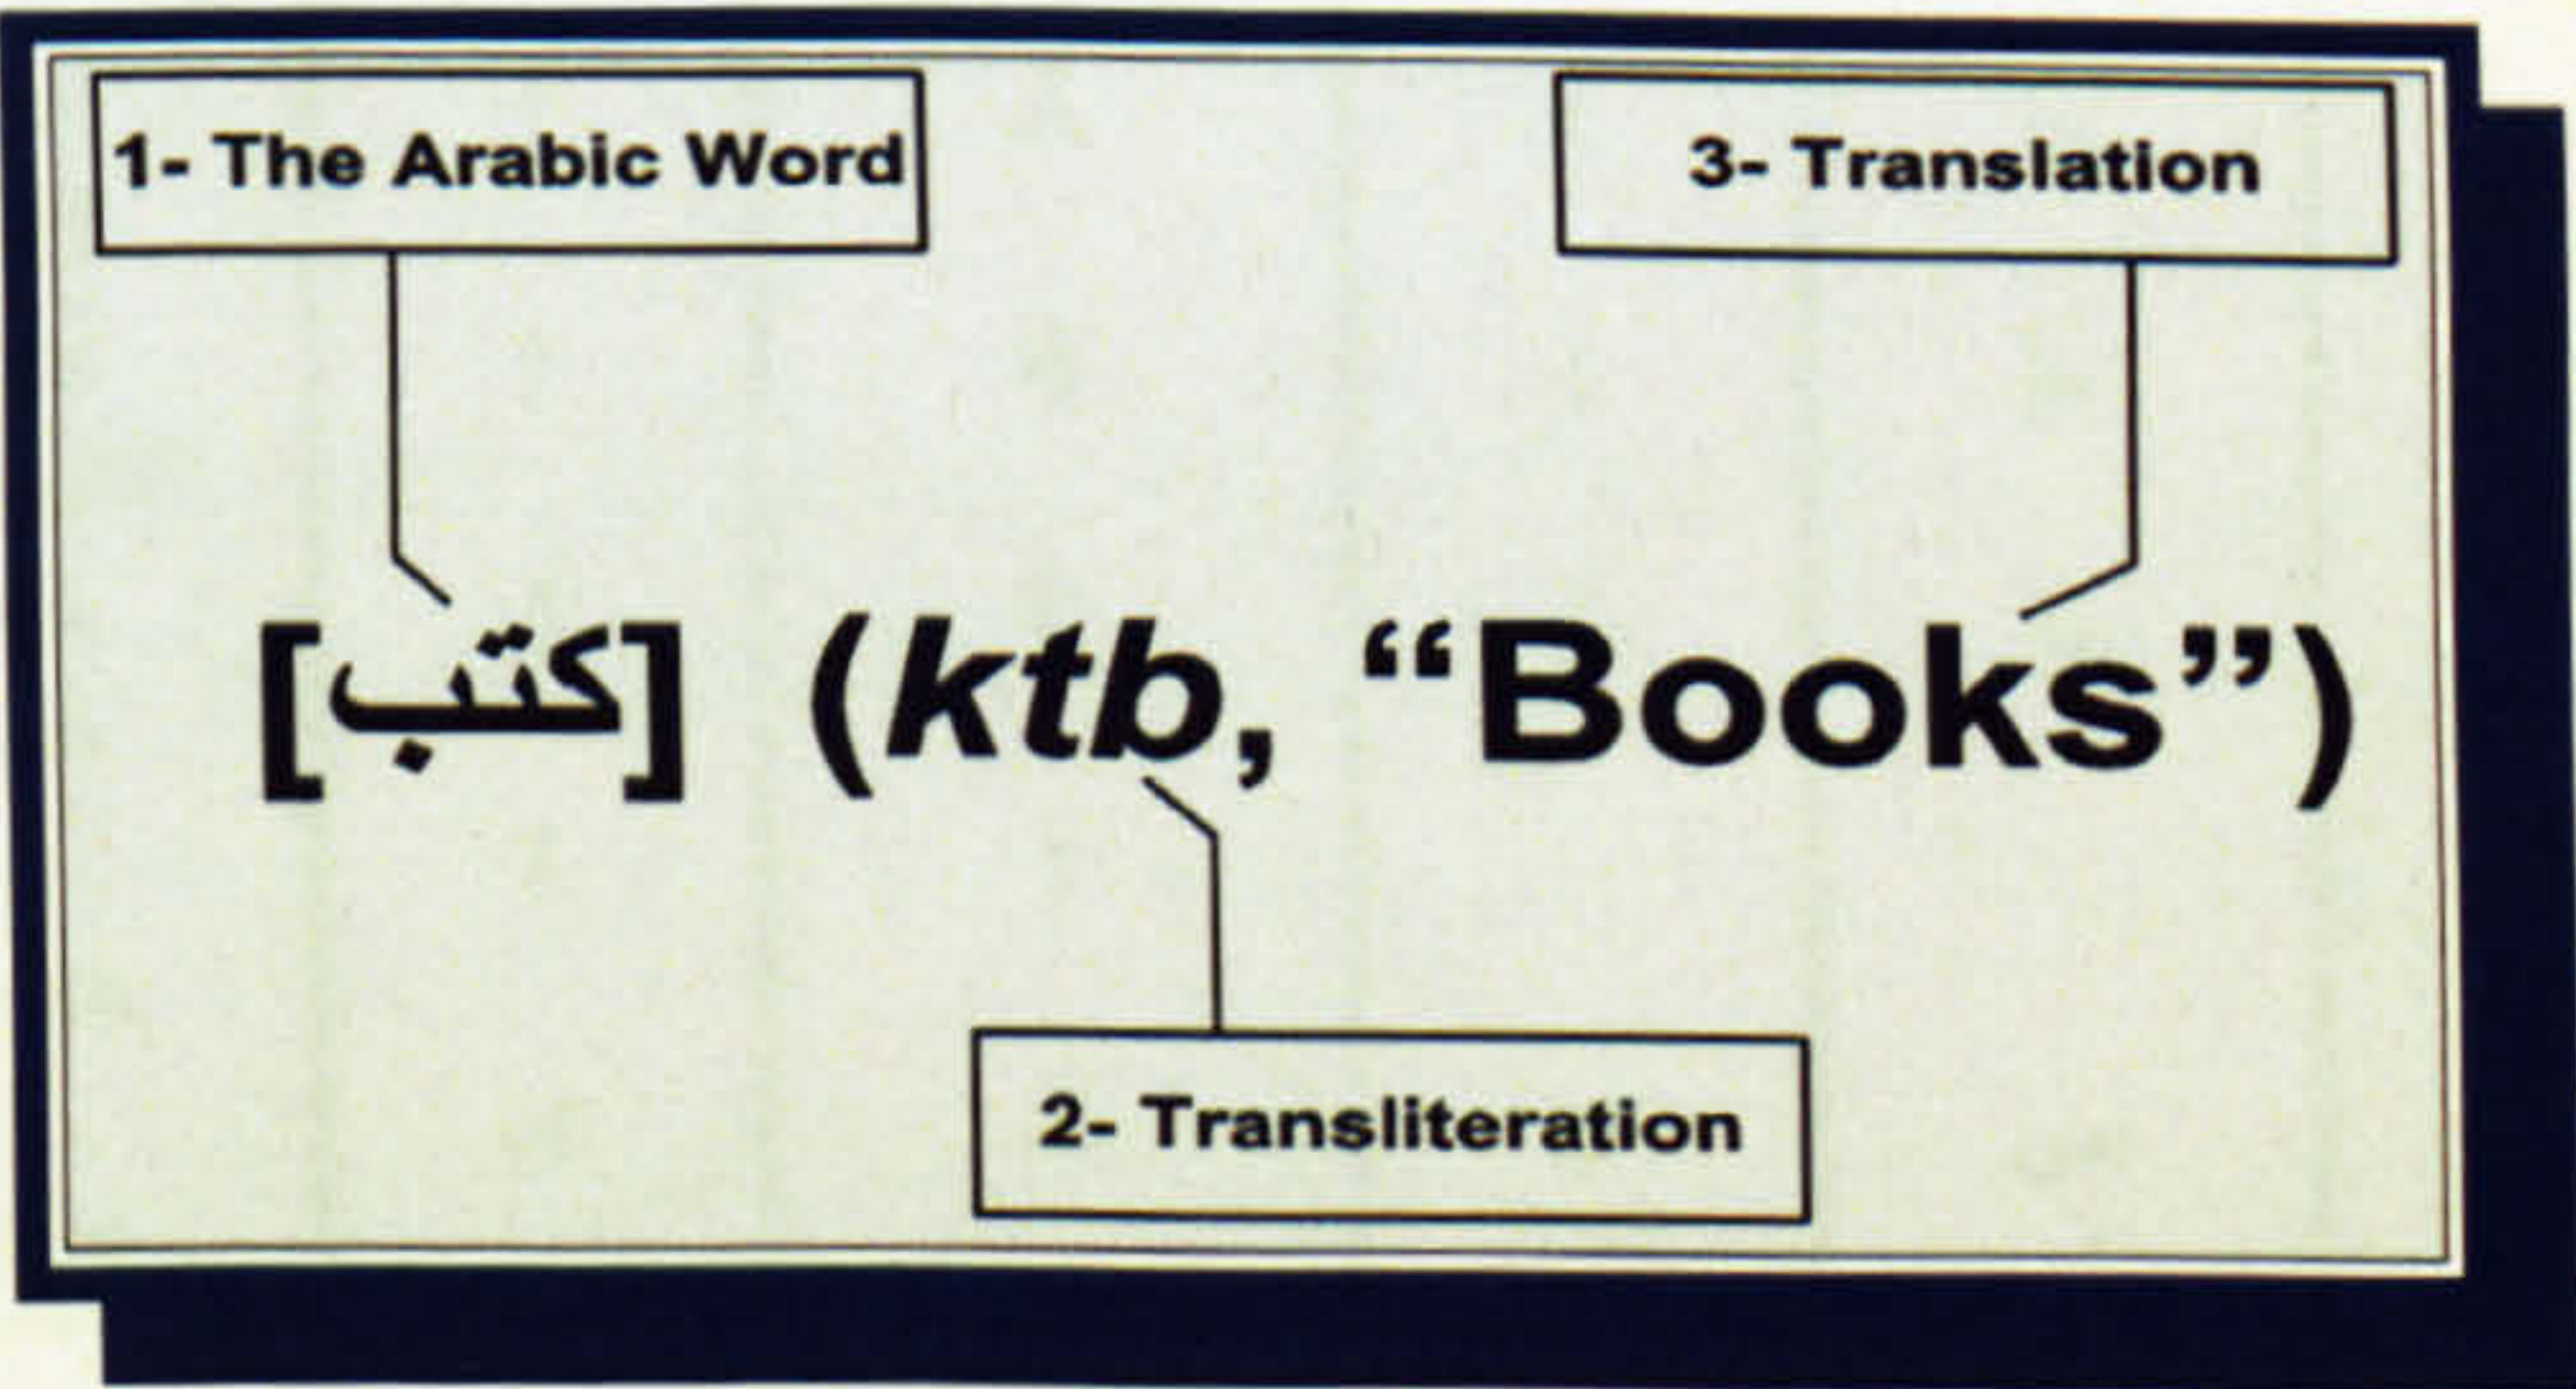 1- The Arabic Word
3- Translation
[كتب] (ktb, “Books”)
2- Transliteration